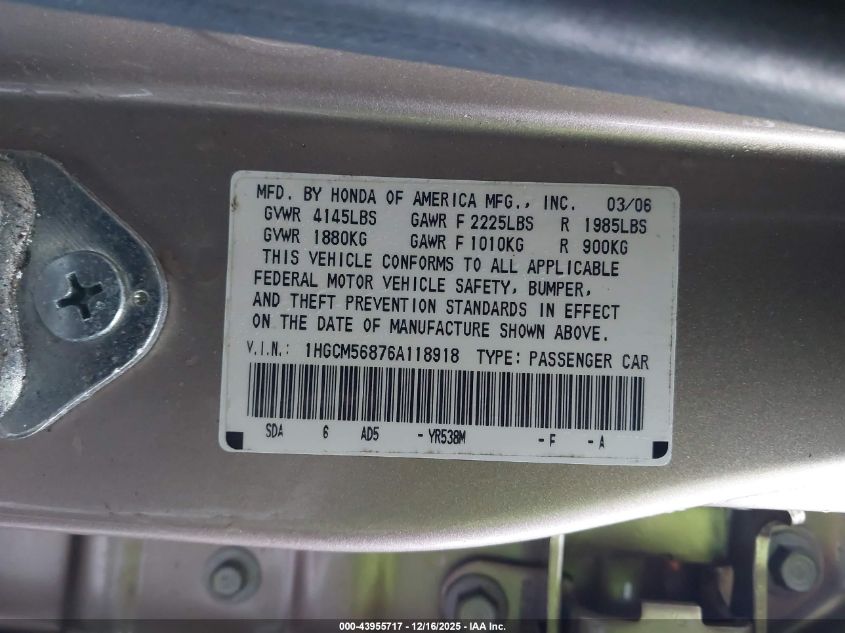 MFD. BY HONDA OF AMERICA MFG., INC. 03/06
GVWR 4145LBS GAWR F 2225LBS R 1985LBS
GVWR 1880KG GAWR F 1010KG R 900KG
THIS VEHICLE CONFORMS TO ALL APPLICABLE
FEDERAL MOTOR VEHICLE SAFETY, BUMPER,
AND THEFT PREVENTION STANDARDS IN EFFECT
ON THE DATE OF MANUFACTURE SHOWN ABOVE.
V.I.N.: 1HGCM56876A118918 TYPE: PASSENGER CAR
SDA 6 AD5 - YR538M - F - A
000-43955717 - 12/16/2025 - IAA Inc.